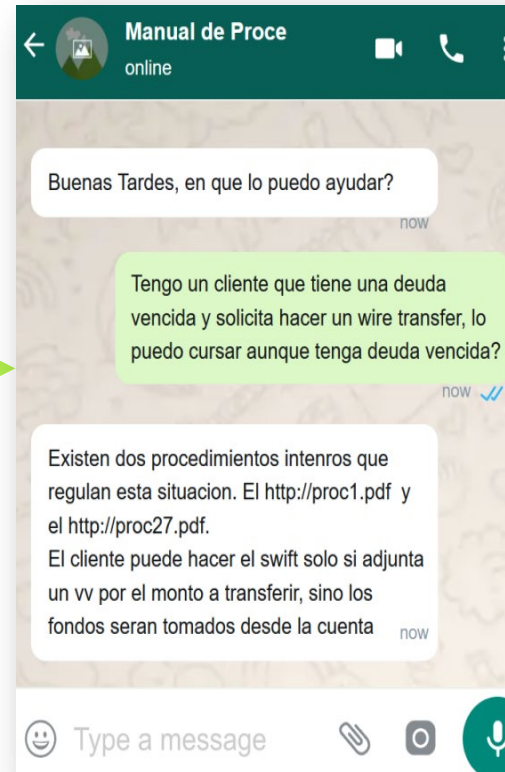 Manual de Proce
online
Buenas Tardes, en que lo puedo ayudar?
now
Tengo un cliente que tiene una deuda
vencida y solicita hacer un wire transfer, lo
puedo cursar aunque tenga deuda vencida?
now
Existen dos procedimientos intenros que
regulan esta situacion. El http://proc1.pdf y
el http://proc27.pdf.
El cliente puede hacer el swift solo si adjunta
un vv por el monto a transferir, sino los
fondos seran tomados desde la cuenta now
Type a message